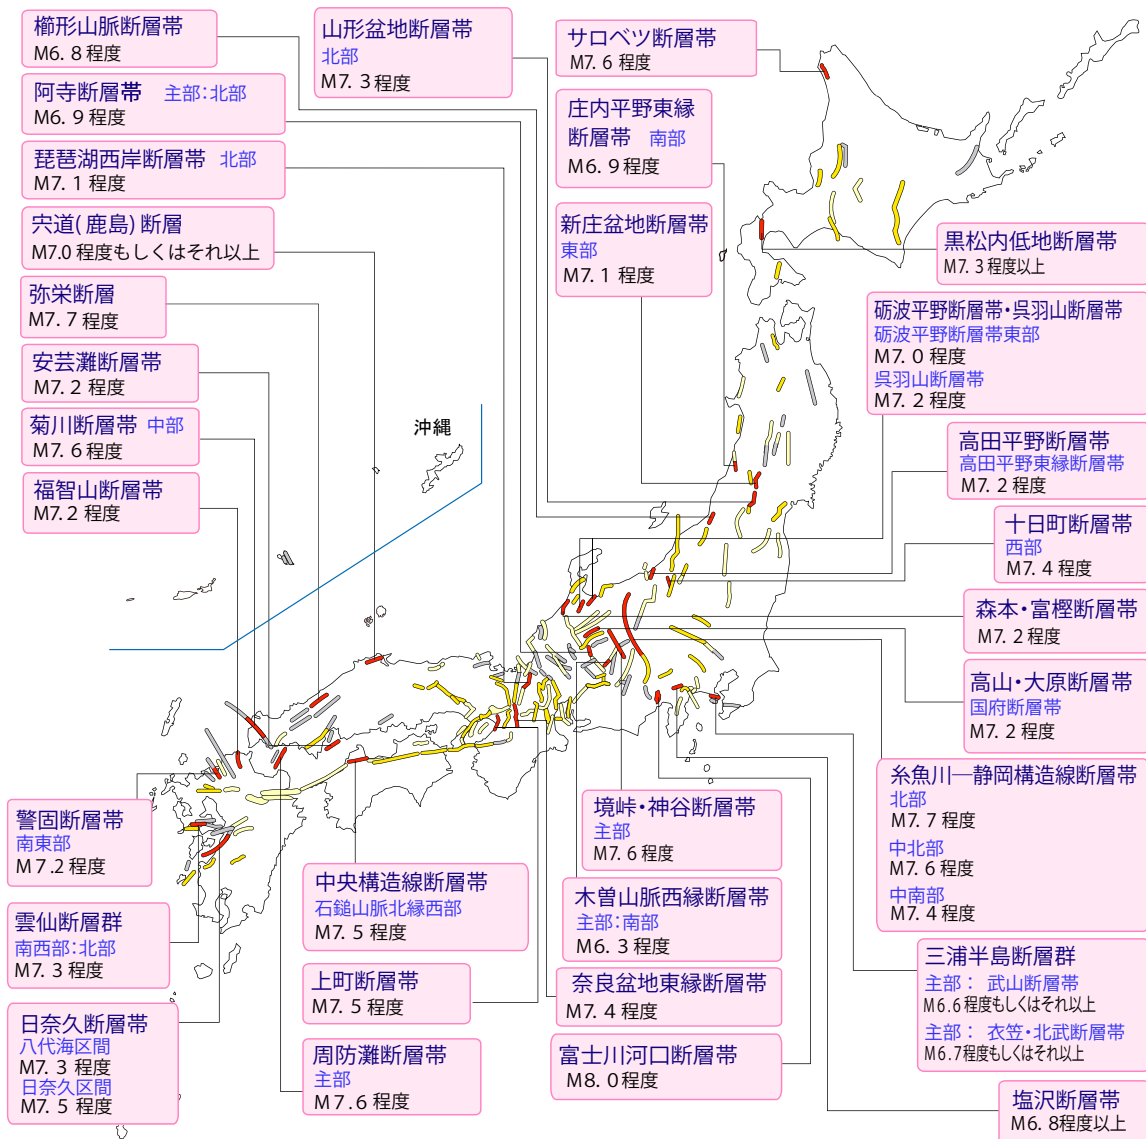 櫛形山脈断層帯
M6. 8 程度
阿寺断層帯 主部：北部
M6. 9 程度
琵琶湖西岸断層帯 北部
M7. 1 程度
宍道(鹿島)断層
M7.0 程度もしくはそれ以上
弥栄断層
M7. 7 程度
安芸灘断層帯
M7. 2 程度
菊川断層帯 中部
M7. 6 程度
福智山断層帯
M7. 2 程度
山形盆地断層帯
北部
M7. 3 程度
サロベツ断層帯
M7. 6 程度
庄内平野東縁
断層帯 南部
M6. 9 程度
新庄盆地断層帯
東部
M7. 1 程度
黒松内低地断層帯
M7. 3 程度以上
砺波平野断層帯・呉羽山断層帯
砺波平野断層帯東部
M7. 0 程度
呉羽山断層帯
M7. 2 程度
高田平野断層帯
高田平野東縁断層帯
M7. 2 程度
十日町断層帯
西部
M7. 4 程度
森本・富樫断層帯
M7. 2 程度
高山・大原断層帯
国府断層帯
M7. 2 程度
糸魚川―静岡構造線断層帯
北部
M7. 7 程度
中北部
M7. 6 程度
中南部
M7. 4 程度
三浦半島断層群
主部： 武山断層帯
M6.6程度もしくはそれ以上
主部： 衣笠・北武断層帯
M6.7程度もしくはそれ以上
塩沢断層帯
M6. 8程度以上
沖縄
警固断層帯
南東部
M7.2 程度
雲仙断層群
南西部：北部
M7. 3 程度
日奈久断層帯
八代海区間
M7. 3 程度
日奈久区間
M7. 5 程度
中央構造線断層帯
石鎚山脈北縁西部
M7. 5 程度
上町断層帯
M7. 5 程度
周防灘断層帯
主部
M7.6 程度
境峠・神谷断層帯
主部
M7.6 程度
木曽山脈西縁断層帯
主部：南部
M6. 3 程度
奈良盆地東縁断層帯
M7. 4 程度
富士川河口断層帯
M8. 0程度